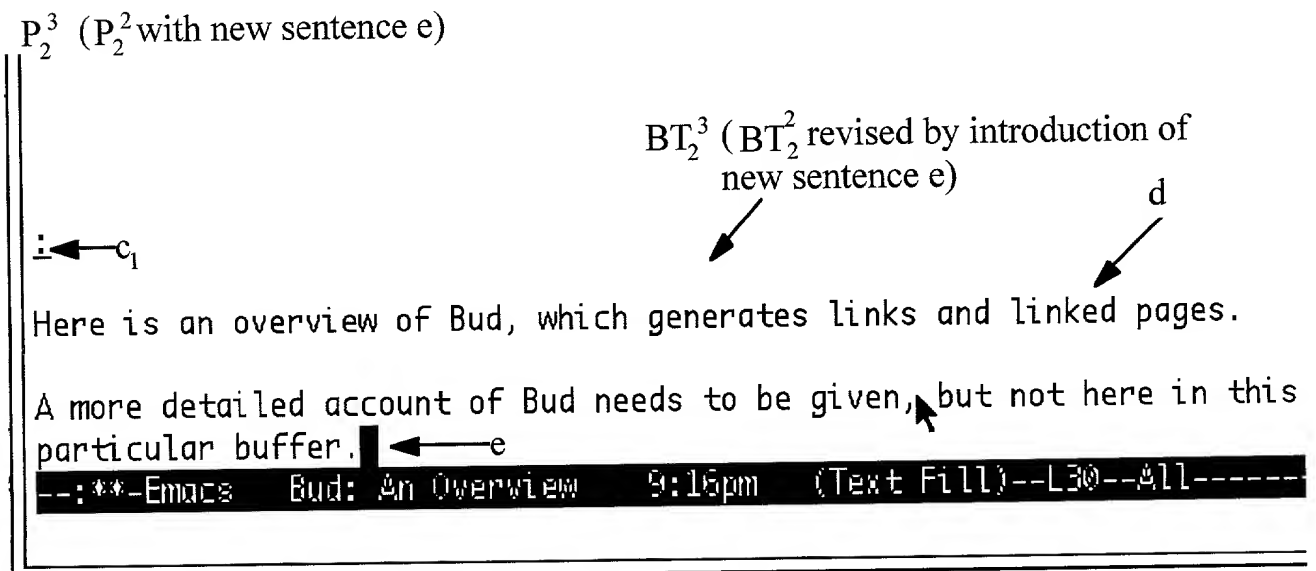 P₂³ (P₂² with new sentence e)
BT₂³ (BT₂² revised by introduction of
new sentence e)
d
:
c₁
Here is an overview of Bud, which generates links and linked pages.
A more detailed account of Bud needs to be given, but not here in this
particular buffer.
e
--:**-Emacs Bud: An Overview 9:16pm (Text Fill)--L30--All-------